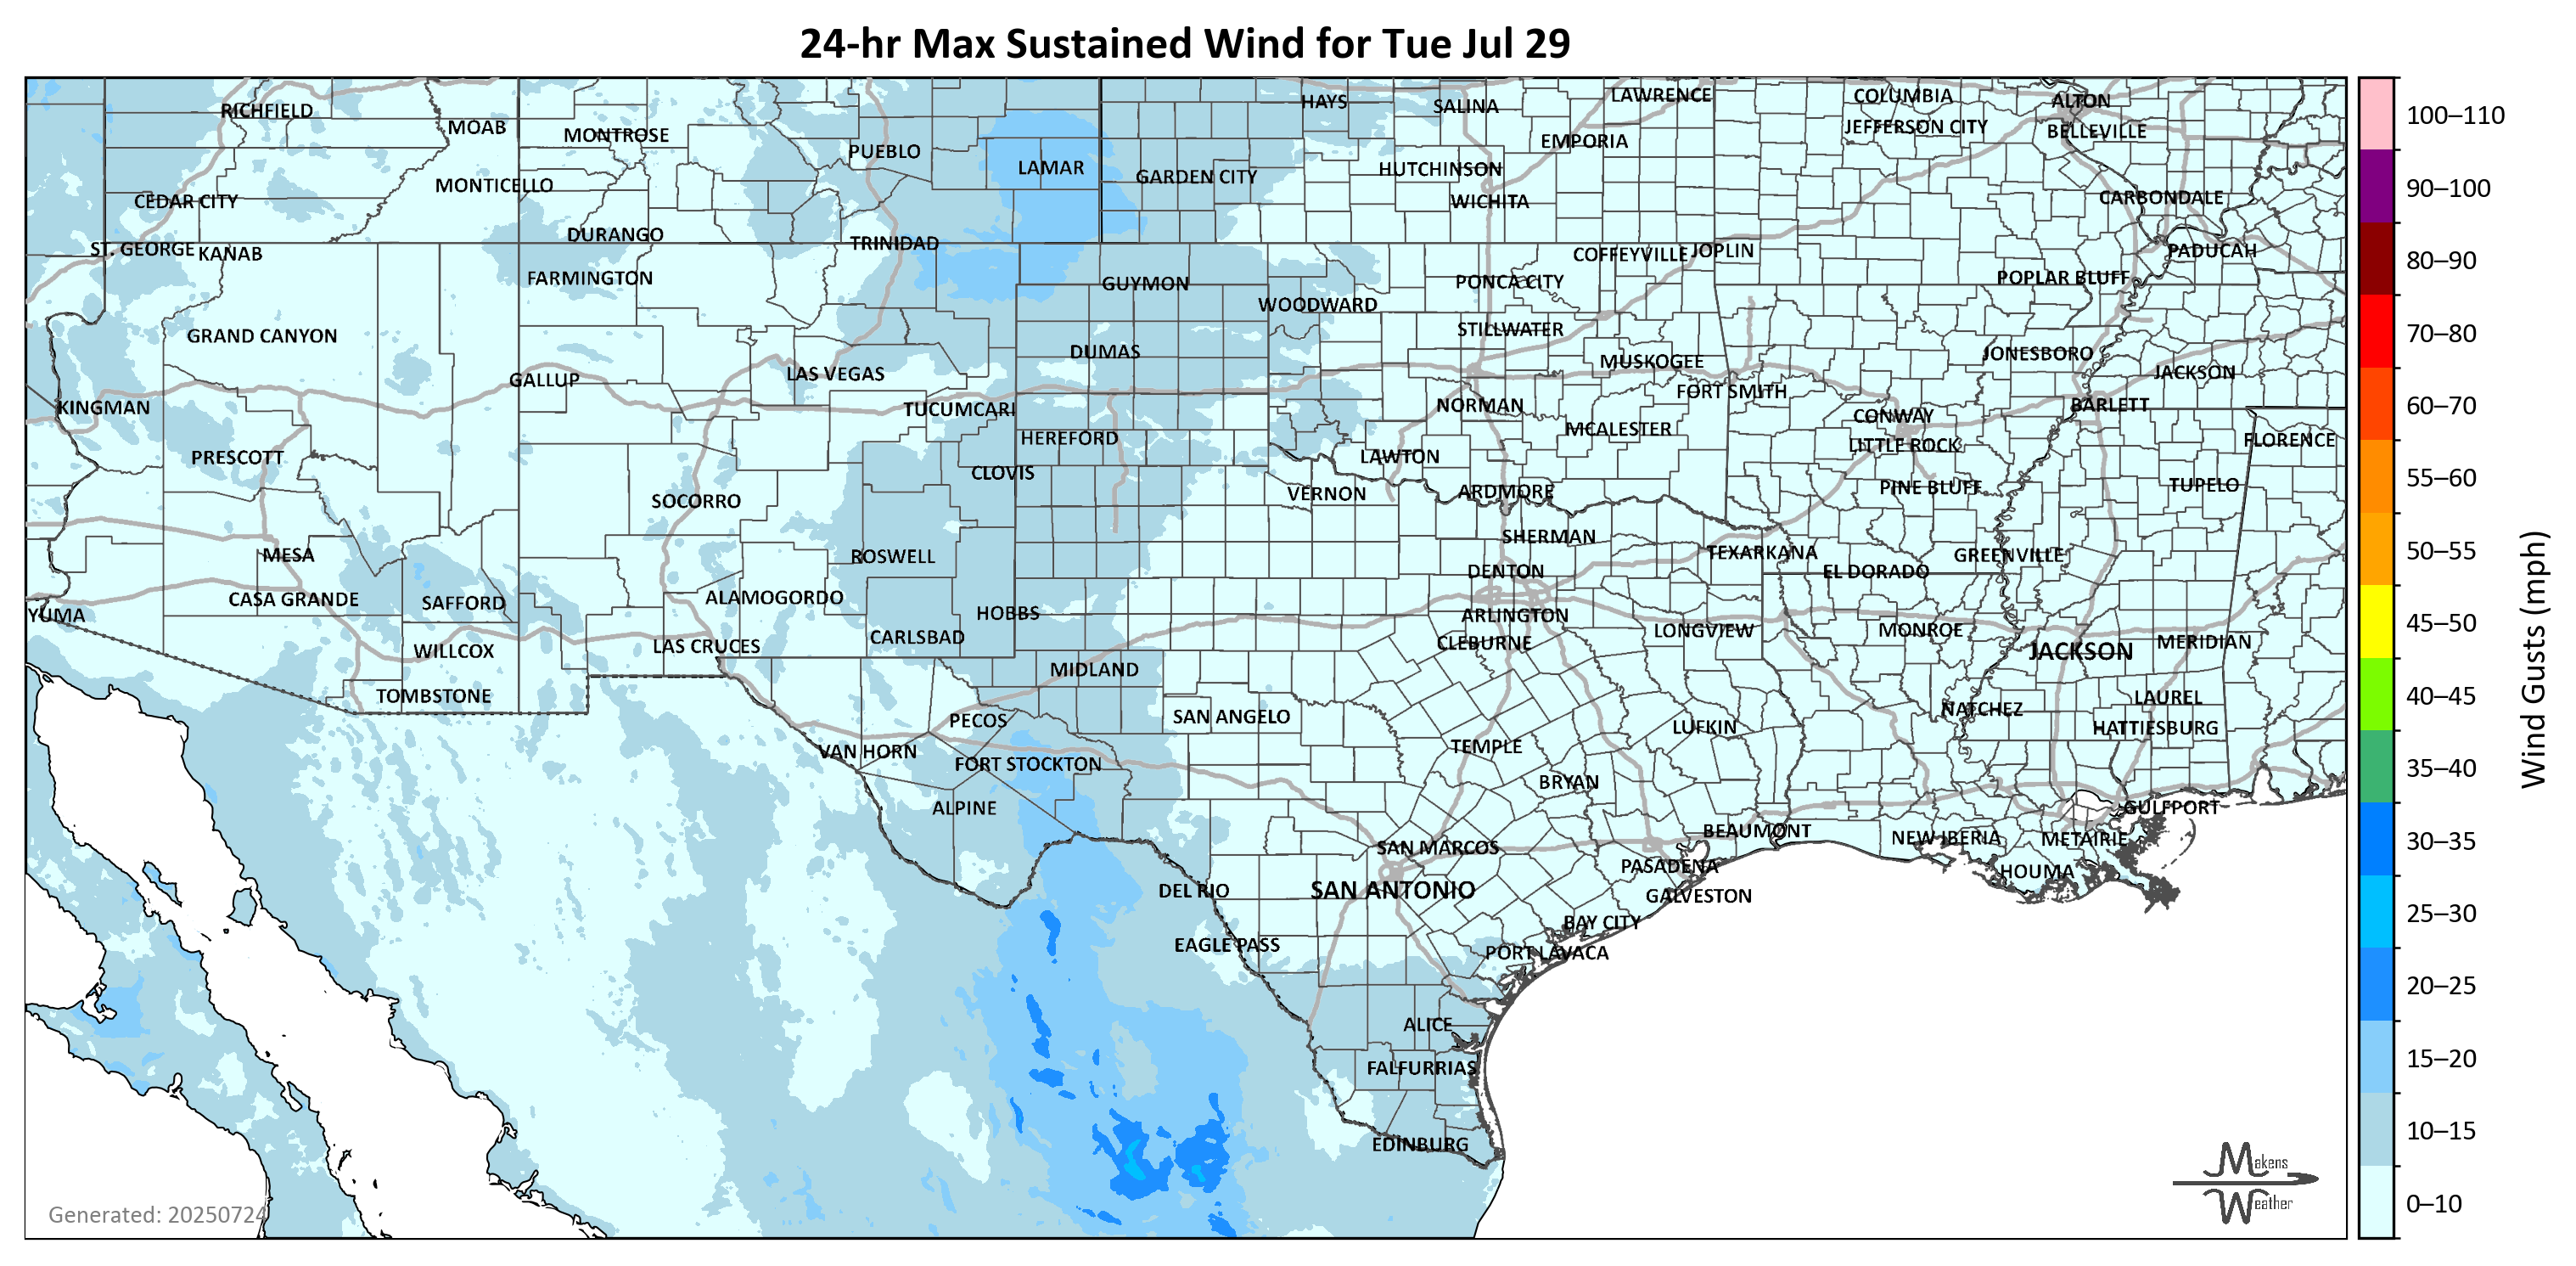 24-hr Max Sustained Wind for Tue Jul 29
RICHFIELD
MOAB
MONTROSE
PUEBLO
LAMAR
HAYS
SALINA
LAWRENCE
COLUMBIA
ALTON
EMPORIA
JEFFERSON CITY
BELLEVILLE
CEDAR CITY
MONTICELLO
GARDEN CITY
HUTCHINSON
WICHITA
CARBONDALE
ST. GEORGE
KANAB
DURANGO
TRINIDAD
COFFEYVILLE
JOPLIN
PADUCAH
FARMINGTON
GUYMON
WOODWARD
PONCA CITY
POPLAR BLUFF
GRAND CANYON
DUMAS
STILLWATER
MUSKOGEE
JONESBORO
GALLUP
LAS VEGAS
FORT SMITH
JACKSON
KINGMAN
TUCUMCARI
NORMAN
CONWAY
BARLETT
PRESCOTT
HEREFORD
MCALESTER
LITTLE ROCK
FLORENCE
CLOVIS
LAWTON
SOCORRO
VERNON
ARDMORE
PINE BLUFF
TUPELO
MESA
ROSWELL
SHERMAN
TEXARKANA
GREENVILLE
DENTON
EL DORADO
YUMA
CASA GRANDE
SAFFORD
ALAMOGORDO
HOBBS
ARLINGTON
WILLCOX
LAS CRUCES
CARLSBAD
CLEBURNE
LONGVIEW
MONROE
JACKSON
MERIDIAN
TOMBSTONE
MIDLAND
LAUREL
PECOS
SAN ANGELO
LUFKIN
NATCHEZ
HATTIESBURG
VAN HORN
FORT STOCKTON
TEMPLE
ALPINE
BRYAN
GULFPORT
SAN MARCOS
BEAUMONT
NEW IBERIA
METAIRIE
DEL RIO
SAN ANTONIO
PASADENA
HOUMA
GALVESTON
EAGLE PASS
BAY CITY
PORT LAVACA
ALICE
FALFURRIAS
EDINBURG
Generated: 20250724
Makens
Weather
100–110
90–100
80–90
70–80
60–70
55–60
50–55
45–50
40–45
35–40
30–35
25–30
20–25
15–20
10–15
0–10
Wind Gusts (mph)